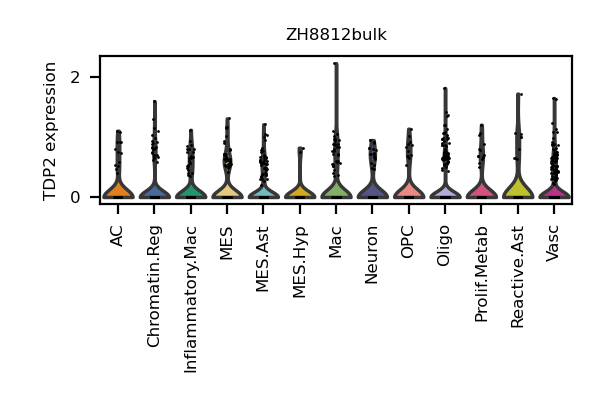 ZH8812bulk
TDP2 expression
2
0
AC
Chromatin.Reg
Inflammatory.Mac
MES
MES.Ast
MES.Hyp
Mac
Neuron
OPC
Oligo
Prolif.Metab
Reactive.Ast
Vasc